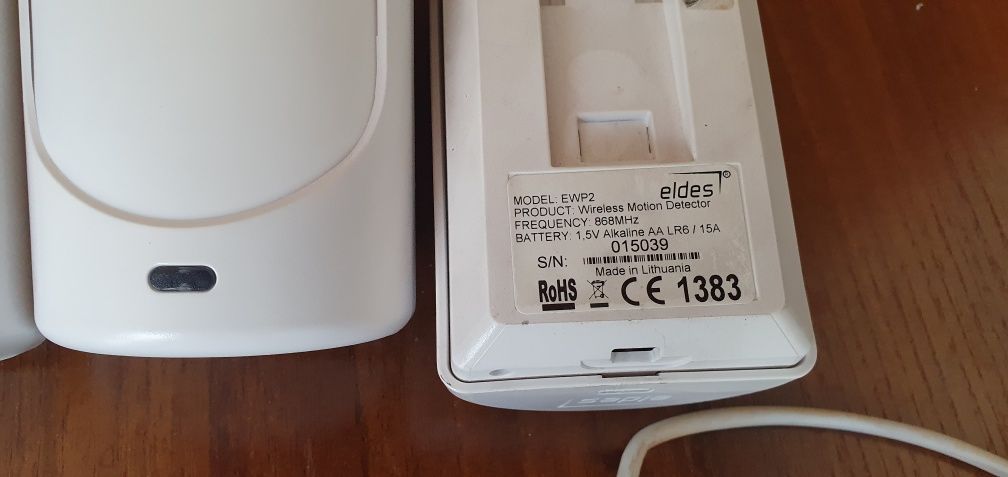 eldes
MODEL: EWP2
PRODUCT: Wireless Motion Detector
FREQUENCY: 868MHz
BATTERY: 1,5V Alkaline AA LR6 / 15A
015039
S/N:
Made in Lithuania
RoHS CE 1383
eldes